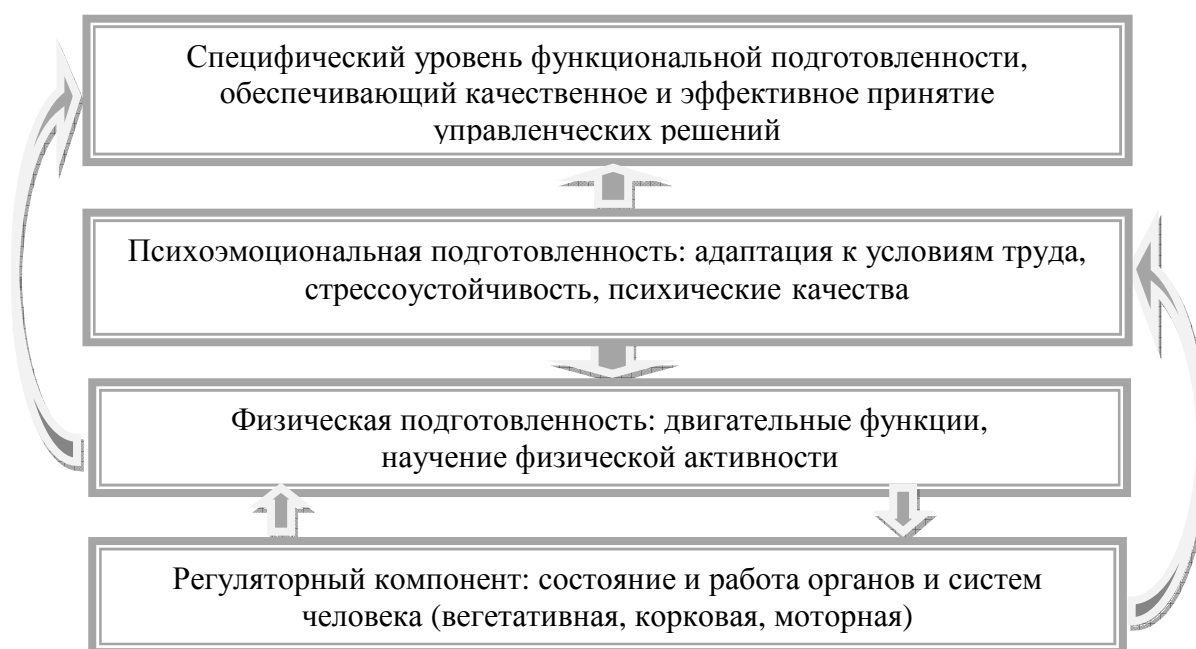 Специфический уровень функциональной подготовленности,
обеспечивающий качественное и эффективное принятие
управленческих решений
Психоэмоциональная подготовленность: адаптация к условиям труда,
стрессоустойчивость, психические качества
Физическая подготовленность: двигательные функции,
научение физической активности
Регуляторный компонент: состояние и работа органов и систем
человека (вегетативная, корковая, моторная)